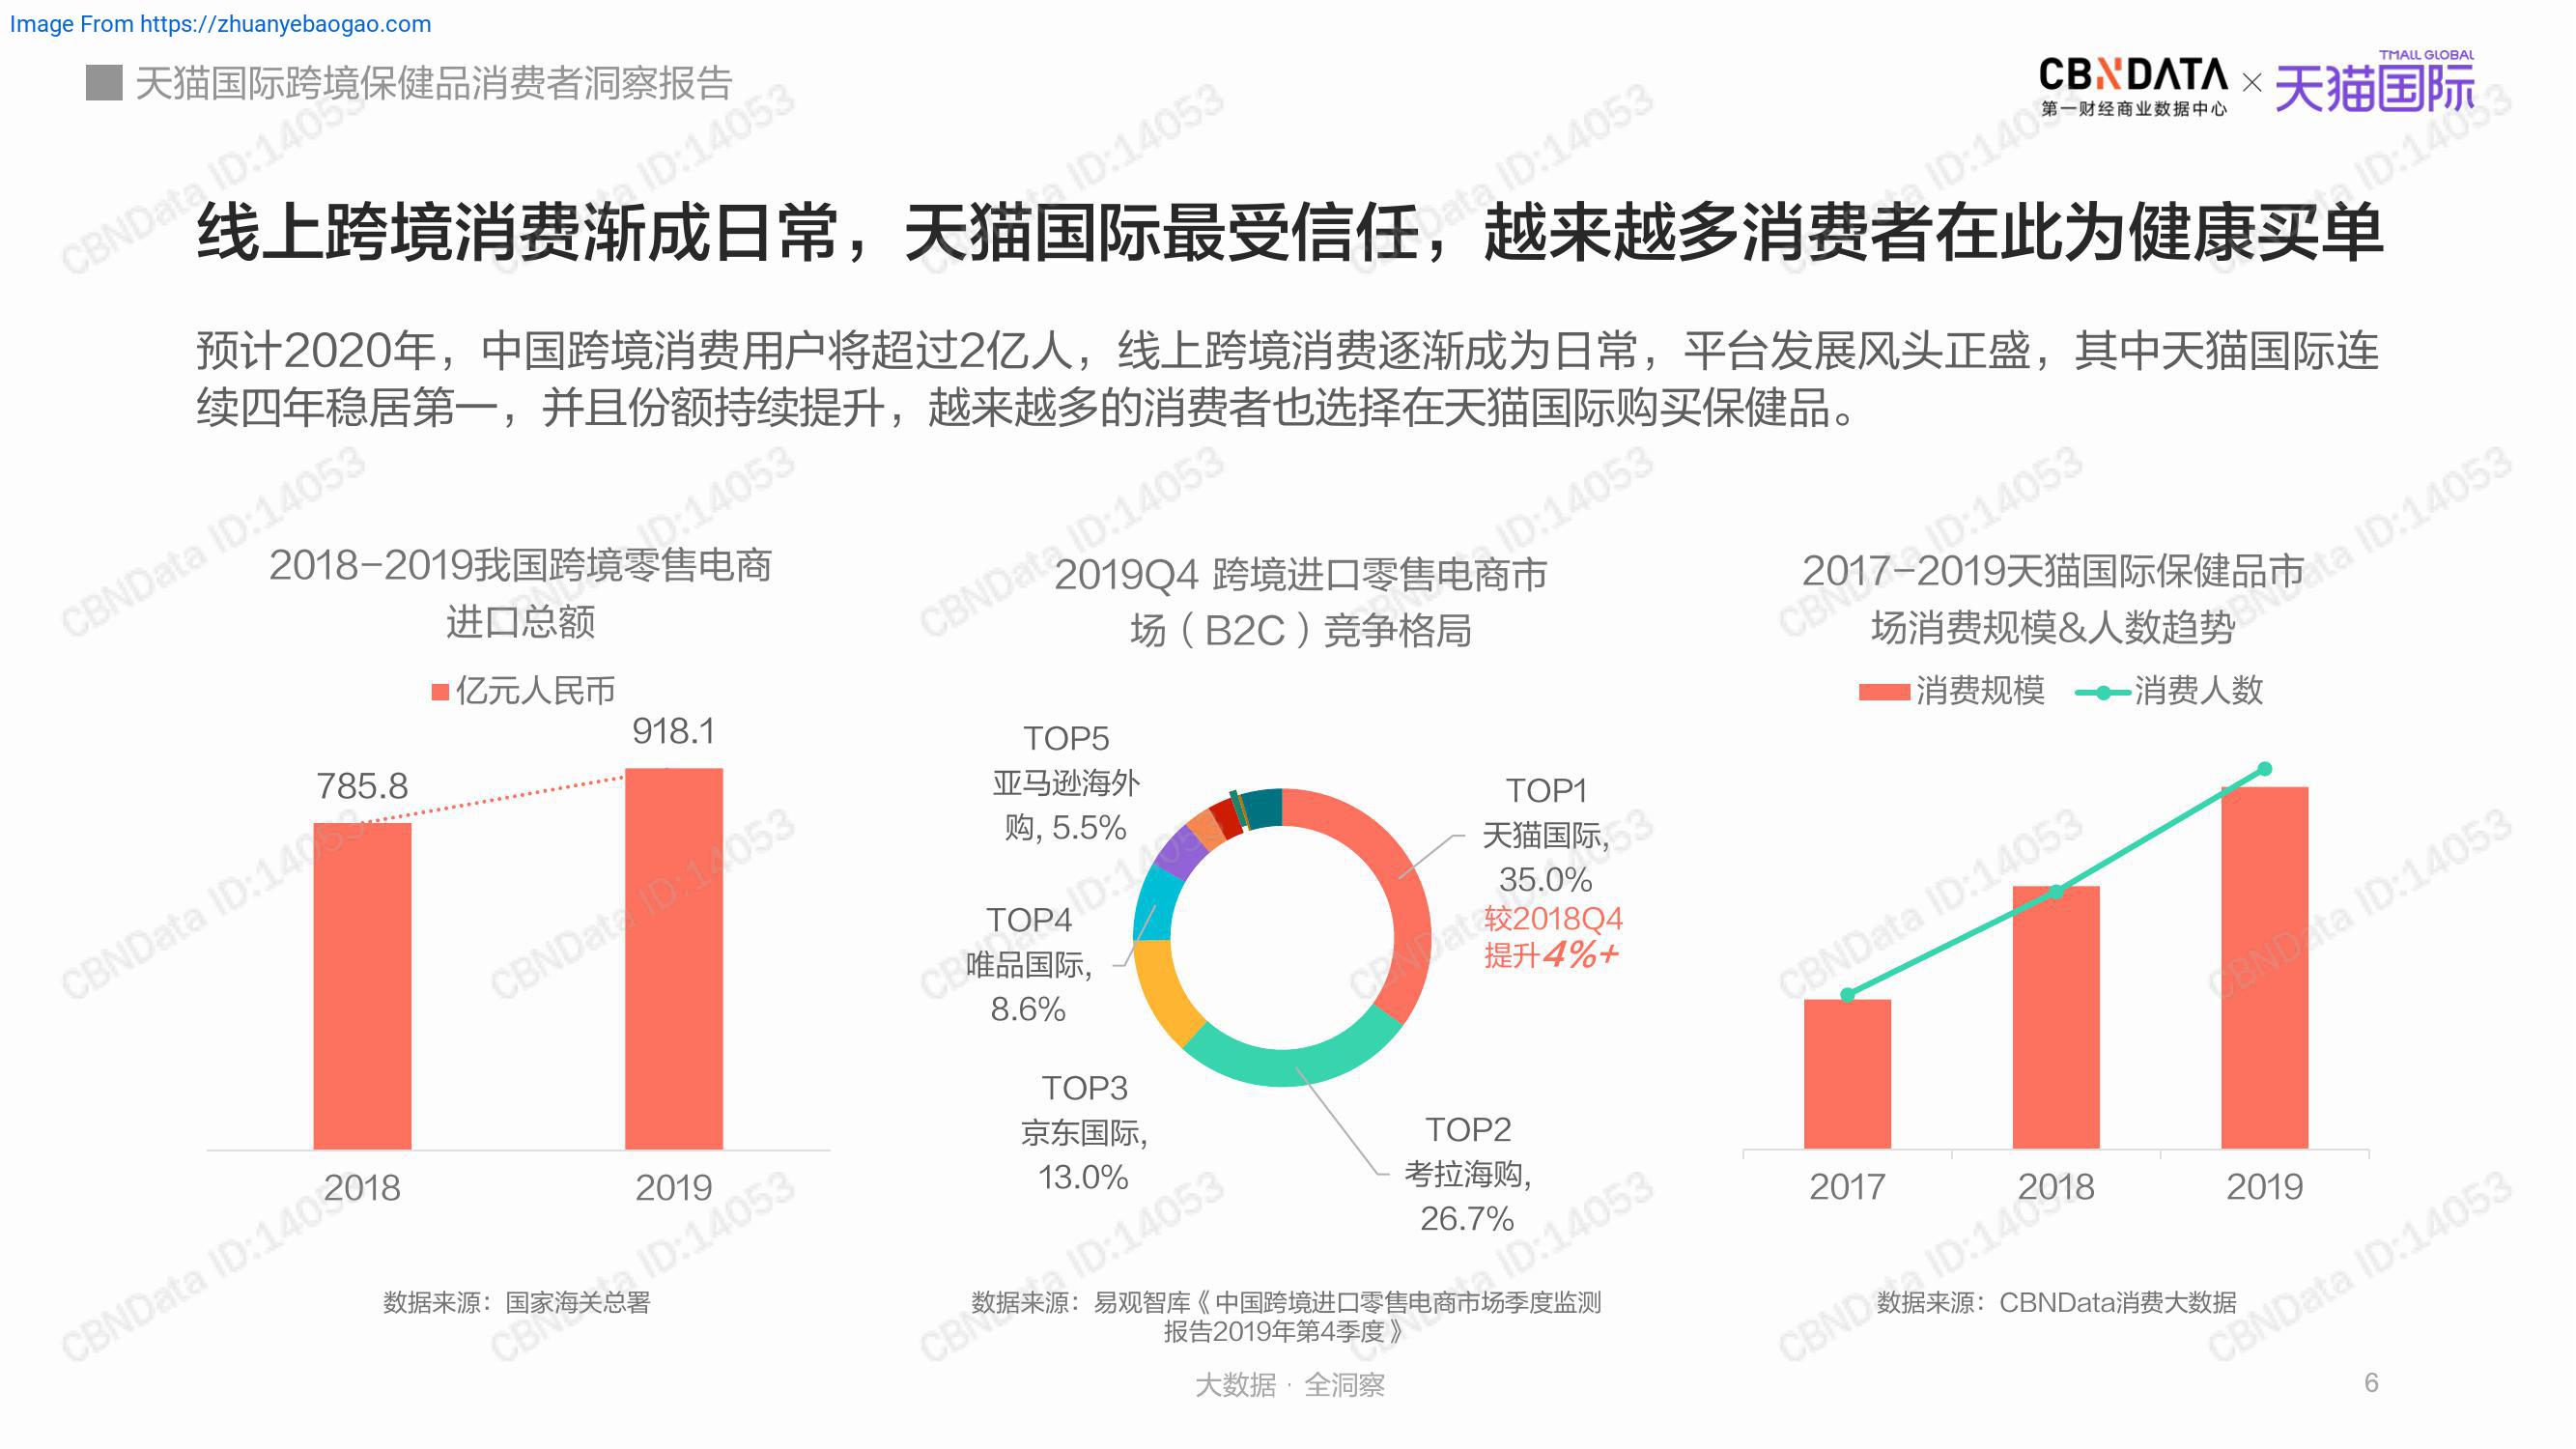 Image From https://zhuanyebaogao.com
天猫国际跨境保健品消费者洞察报告
CBNDATA
第一财经商业数据中心
×
TMALL GLOBAL
天猫国际
线上跨境消费渐成日常，天猫国际最受信任，越来越多消费者在此为健康买单
预计2020年，中国跨境消费用户将超过2亿人，线上跨境消费逐渐成为日常，平台发展风头正盛，其中天猫国际连
续四年稳居第一，并且份额持续提升，越来越多的消费者也选择在天猫国际购买保健品。
2018-2019我国跨境零售电商
进口总额
亿元人民币
785.8
918.1
2018
2019
数据来源：国家海关总署
2019Q4 跨境进口零售电商市
场（B2C）竞争格局
TOP1
天猫国际,
35.0%
较2018Q4
提升4%+
TOP2
考拉海购,
26.7%
TOP3
京东国际,
13.0%
TOP4
唯品国际,
8.6%
TOP5
亚马逊海外
购, 5.5%
数据来源：易观智库《中国跨境进口零售电商市场季度监测
报告2019年第4季度》
2017-2019天猫国际保健品市
场消费规模&人数趋势
消费规模
消费人数
2017
2018
2019
数据来源：CBNData消费大数据
大数据 · 全洞察
6
CBNData ID:14053